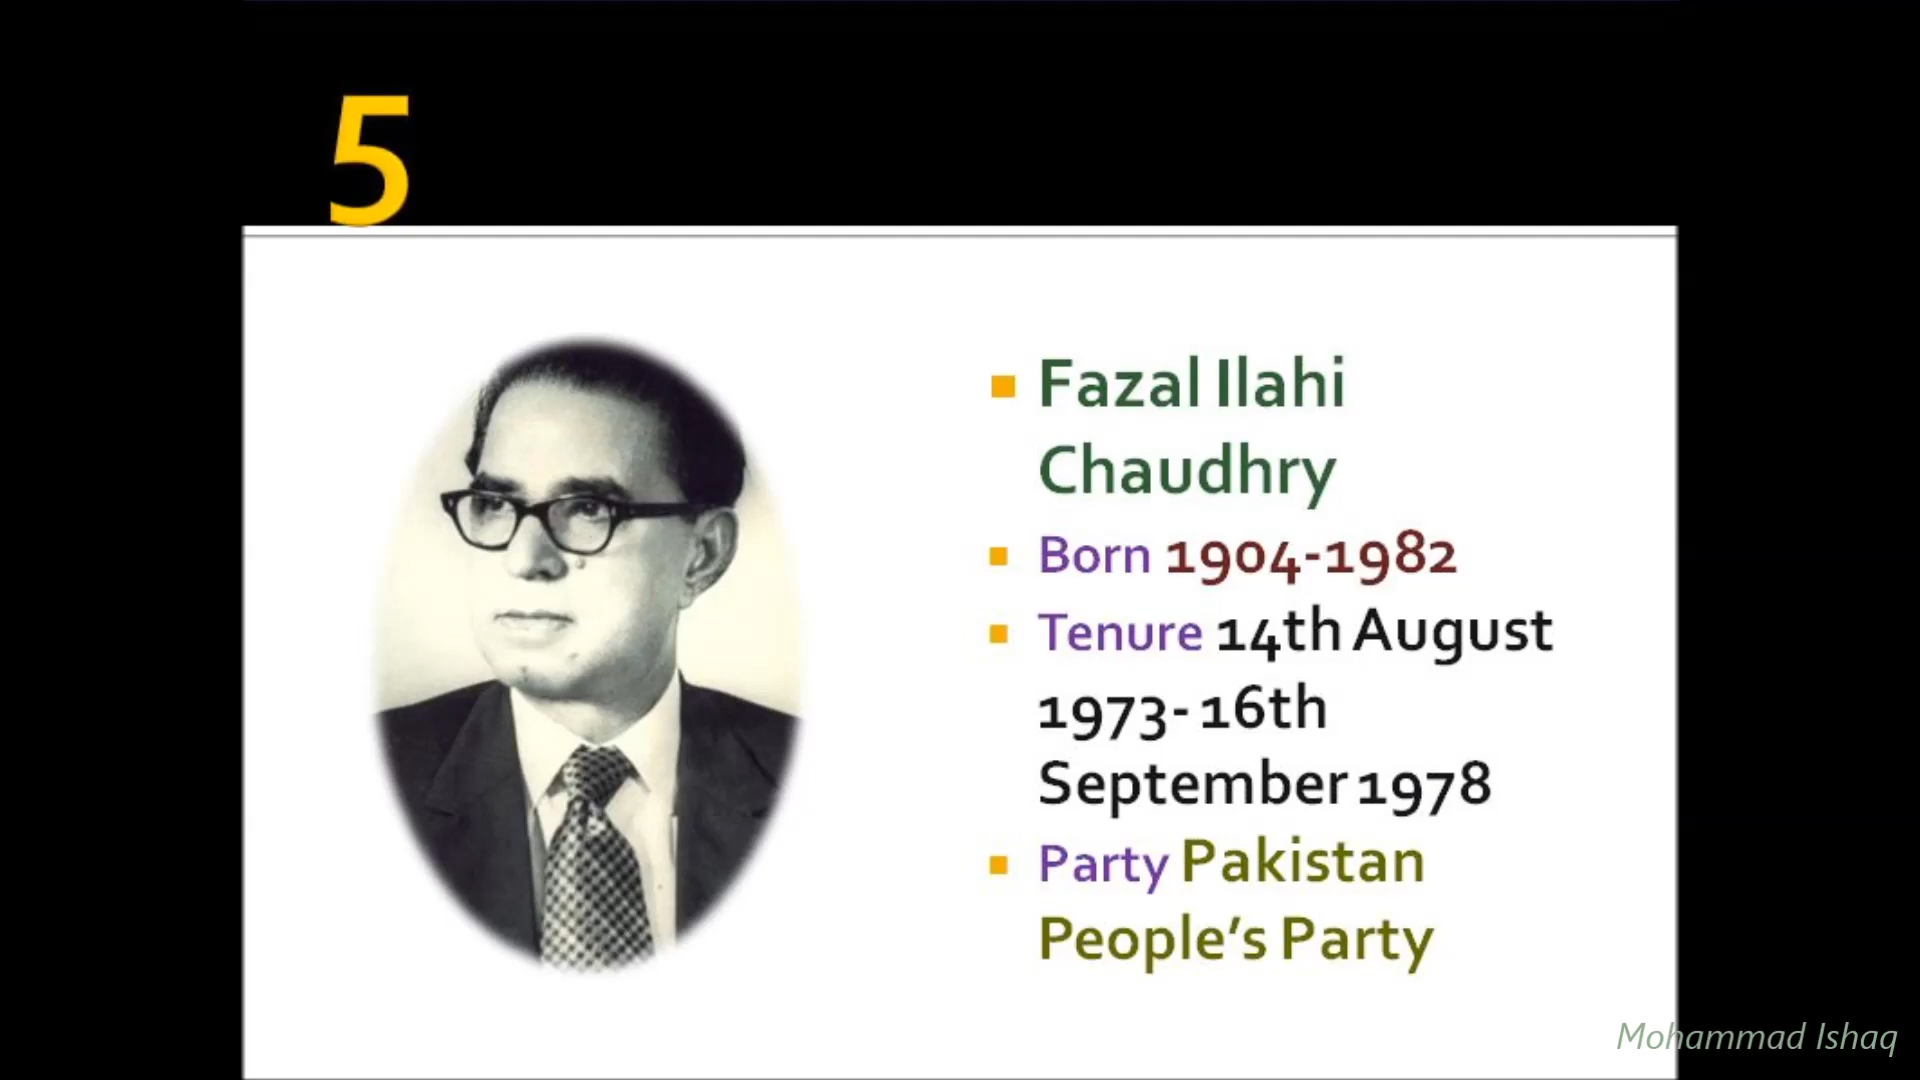 5
Fazal Ilahi
Chaudhry
Born 1904-1982
Tenure 14th August
1973- 16th
September 1978
Party Pakistan
People’s Party
Mohammad Ishaq